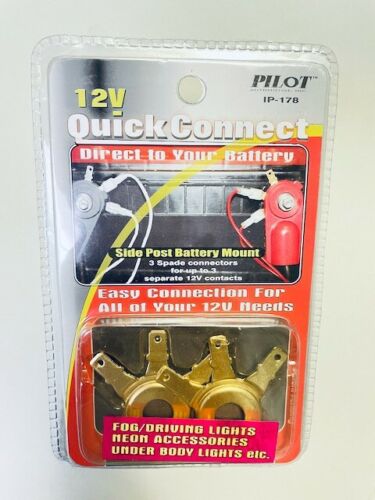 PILOT™
IP-178
12V
QuickConnect
Direct to Your Battery
Side Post Battery Mount
3 Spade connectors
for up to 3
separate 12V contacts
Easy Connection For
All of Your 12V Needs
FOG/DRIVING LIGHTS
NEON ACCESSORIES
UNDER BODY LIGHTS etc.